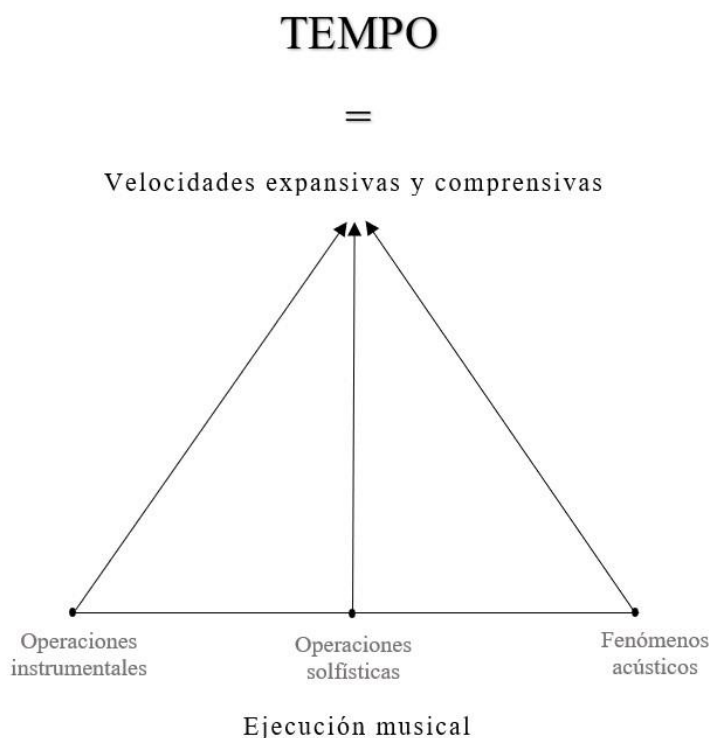 TEMPO
=
Velocidades expansivas y comprensivas
Operaciones
instrumentales
Operaciones
solfísticas
Fenómenos
acústicos
Ejecución musical